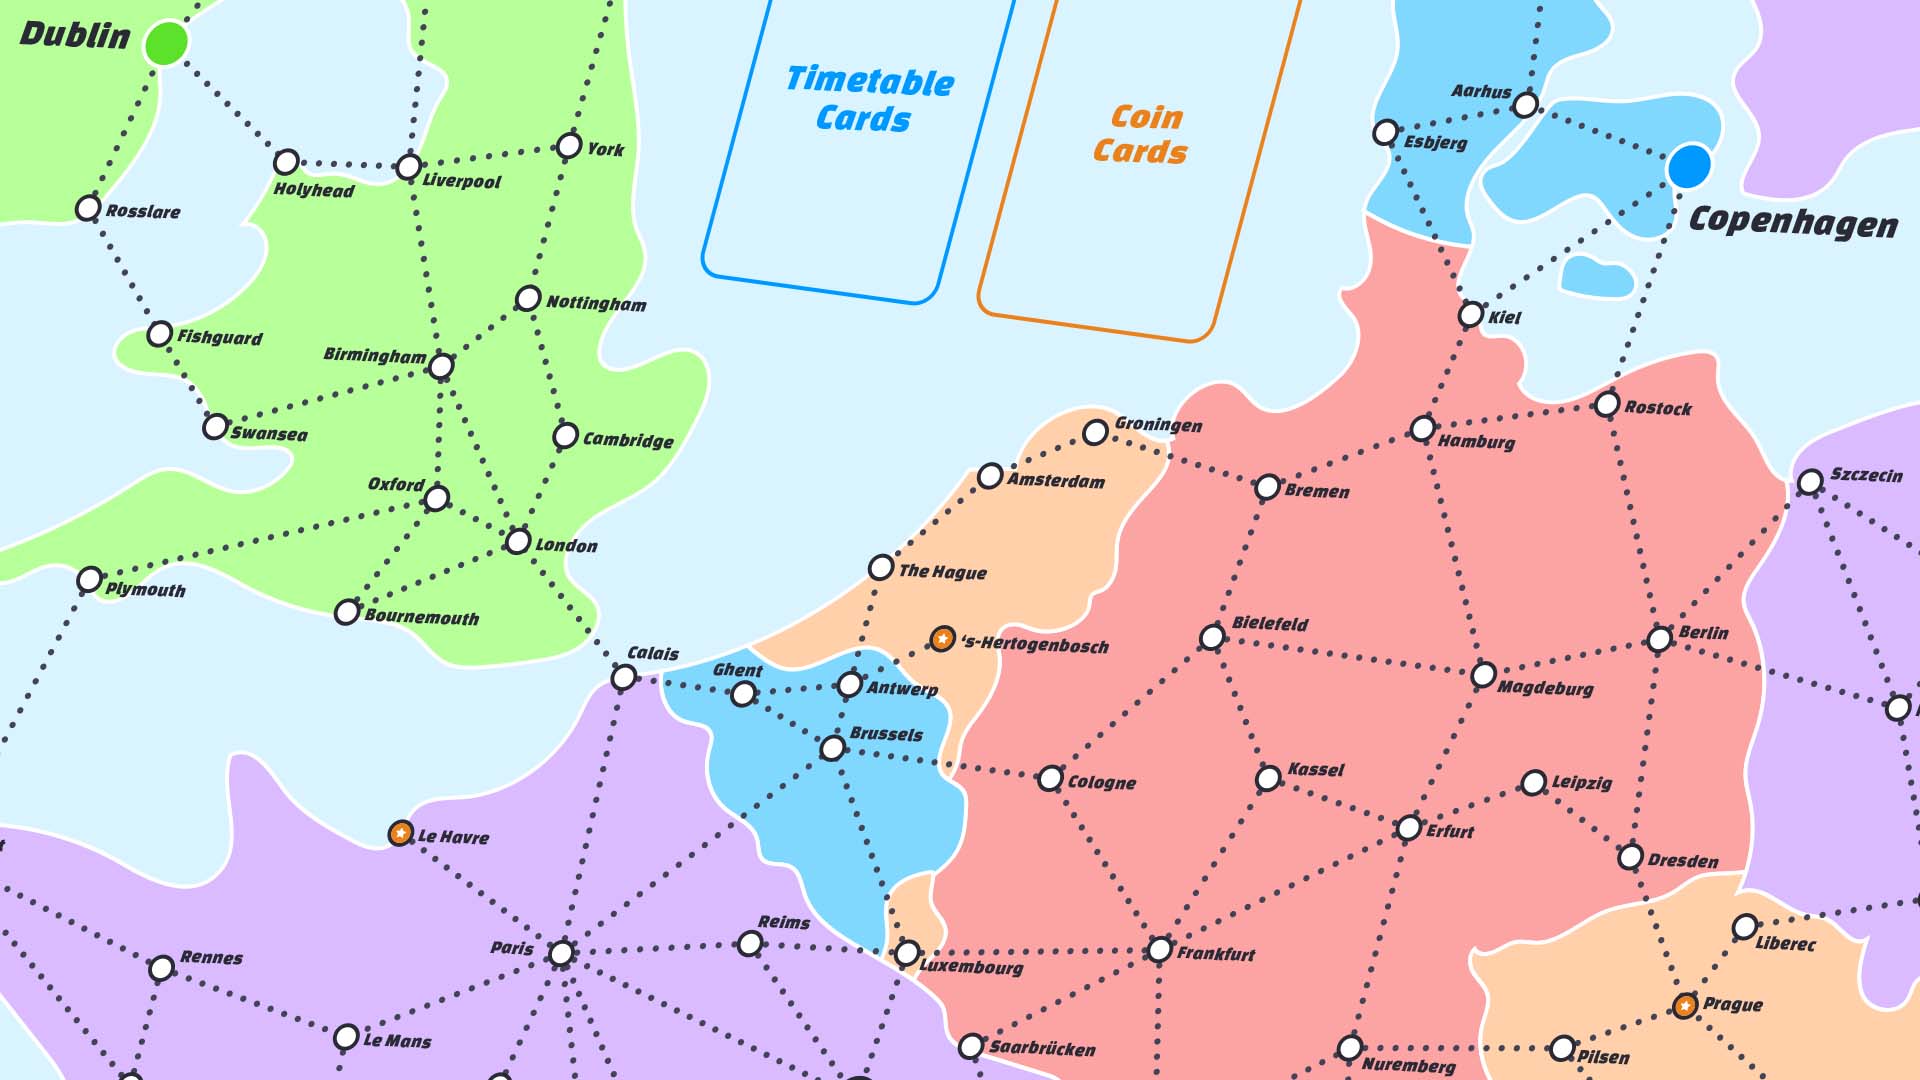 Dublin
Timetable
Cards
Coin
Cards
Aarhus
Esbjerg
York
Liverpool
Holyhead
Rosslare
Copenhagen
Nottingham
Kiel
Fishguard
Birmingham
Rostock
Groningen
Swansea
Cambridge
Hamburg
Szczecin
Oxford
Amsterdam
Bremen
London
The Hague
Plymouth
Bournemouth
Bielefeld
Berlin
Calais
's-Hertogenbosch
Ghent
Antwerp
Magdeburg
Brussels
Cologne
Kassel
Leipzig
Le Havre
Erfurt
Dresden
Reims
Paris
Liberec
Rennes
Luxembourg
Frankfurt
Prague
Le Mans
Saarbrücken
Nuremberg
Pilsen